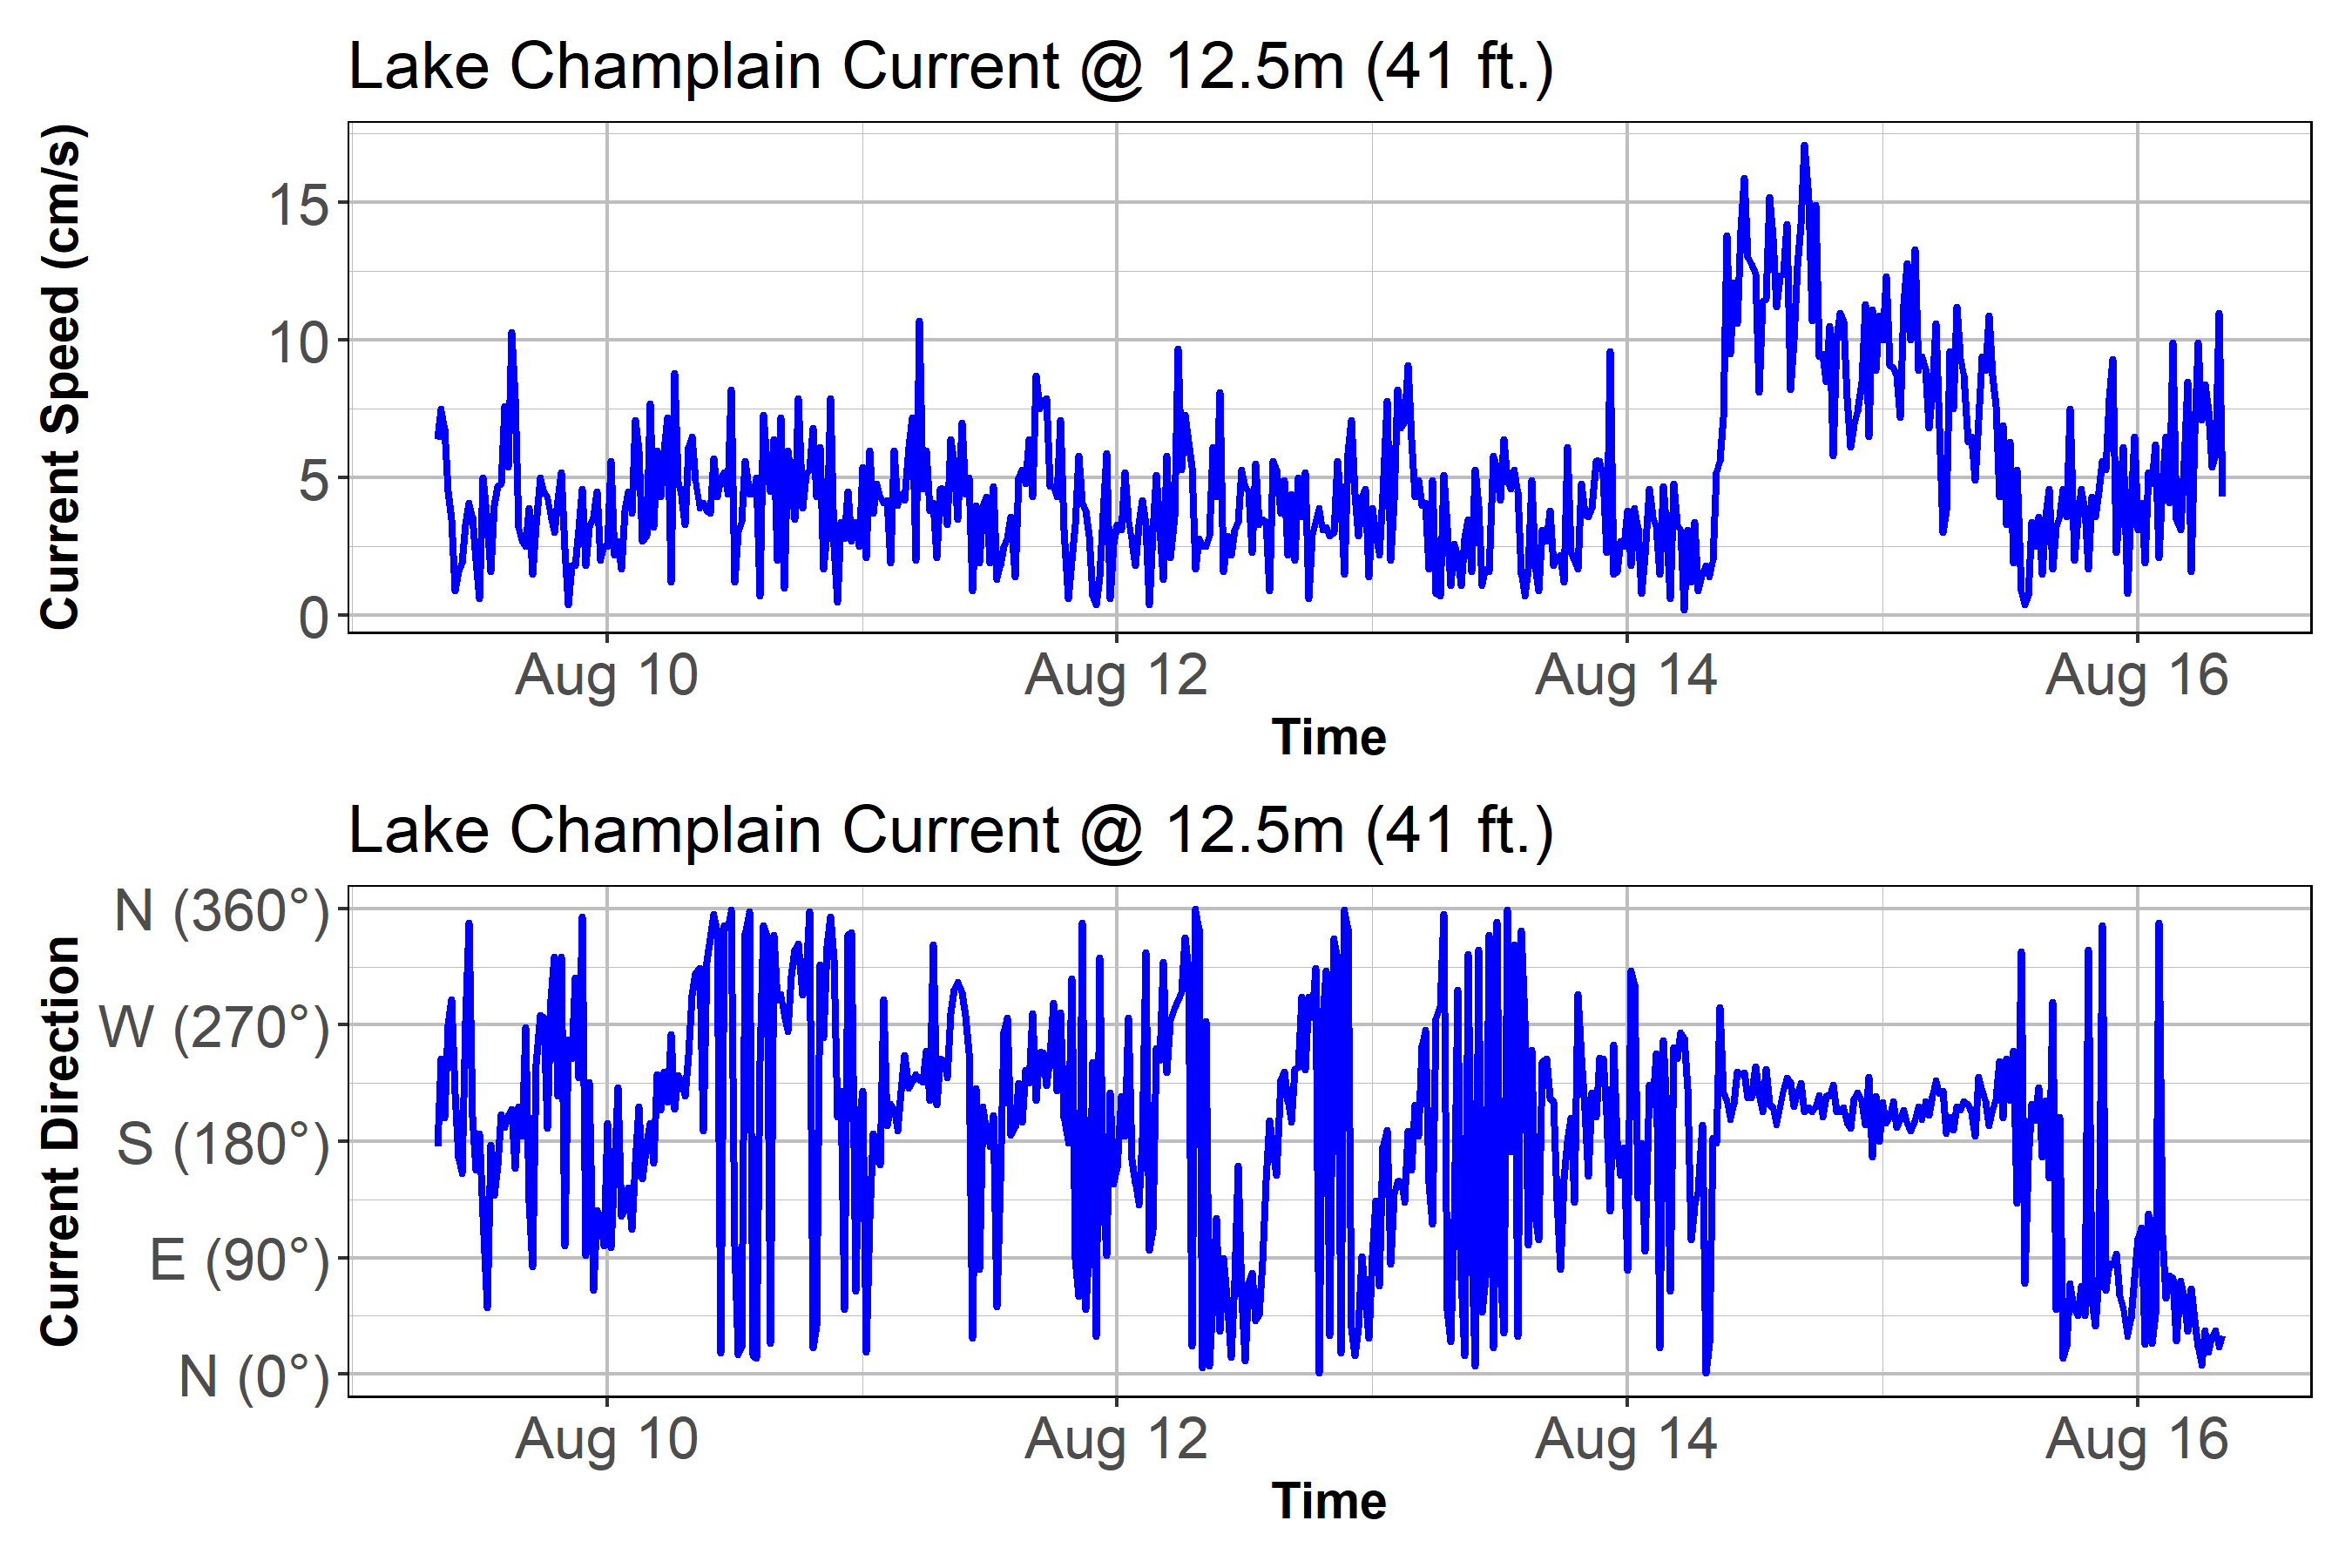 Lake Champlain Current @ 12.5m (41 ft.)
Current Speed (cm/s)
15
10
5
0
Aug 10 Aug 12 Aug 14 Aug 16
Time
Lake Champlain Current @ 12.5m (41 ft.)
Current Direction
N (360°)
W (270°)
S (180°)
E (90°)
N (0°)
Aug 10 Aug 12 Aug 14 Aug 16
Time